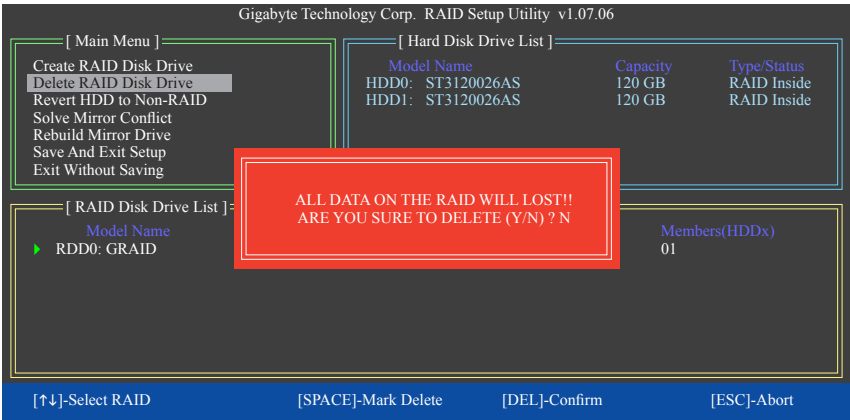 Gigabyte Technology Corp. RAID Setup Utility v1.07.06
[ Main Menu ]
Create RAID Disk Drive
Delete RAID Disk Drive
Revert HDD to Non-RAID
Solve Mirror Conflict
Rebuild Mirror Drive
Save And Exit Setup
Exit Without Saving
[ Hard Disk Drive List ]
Model Name Capacity Type/Status
HDD0: ST3120026AS 120 GB RAID Inside
HDD1: ST3120026AS 120 GB RAID Inside
ALL DATA ON THE RAID WILL LOST!!
ARE YOU SURE TO DELETE (Y/N) ? N
[ RAID Disk Drive List ]
Model Name Members(HDDx)
RDD0: GRAID 01
[↑↓]-Select RAID [SPACE]-Mark Delete [DEL]-Confirm [ESC]-Abort